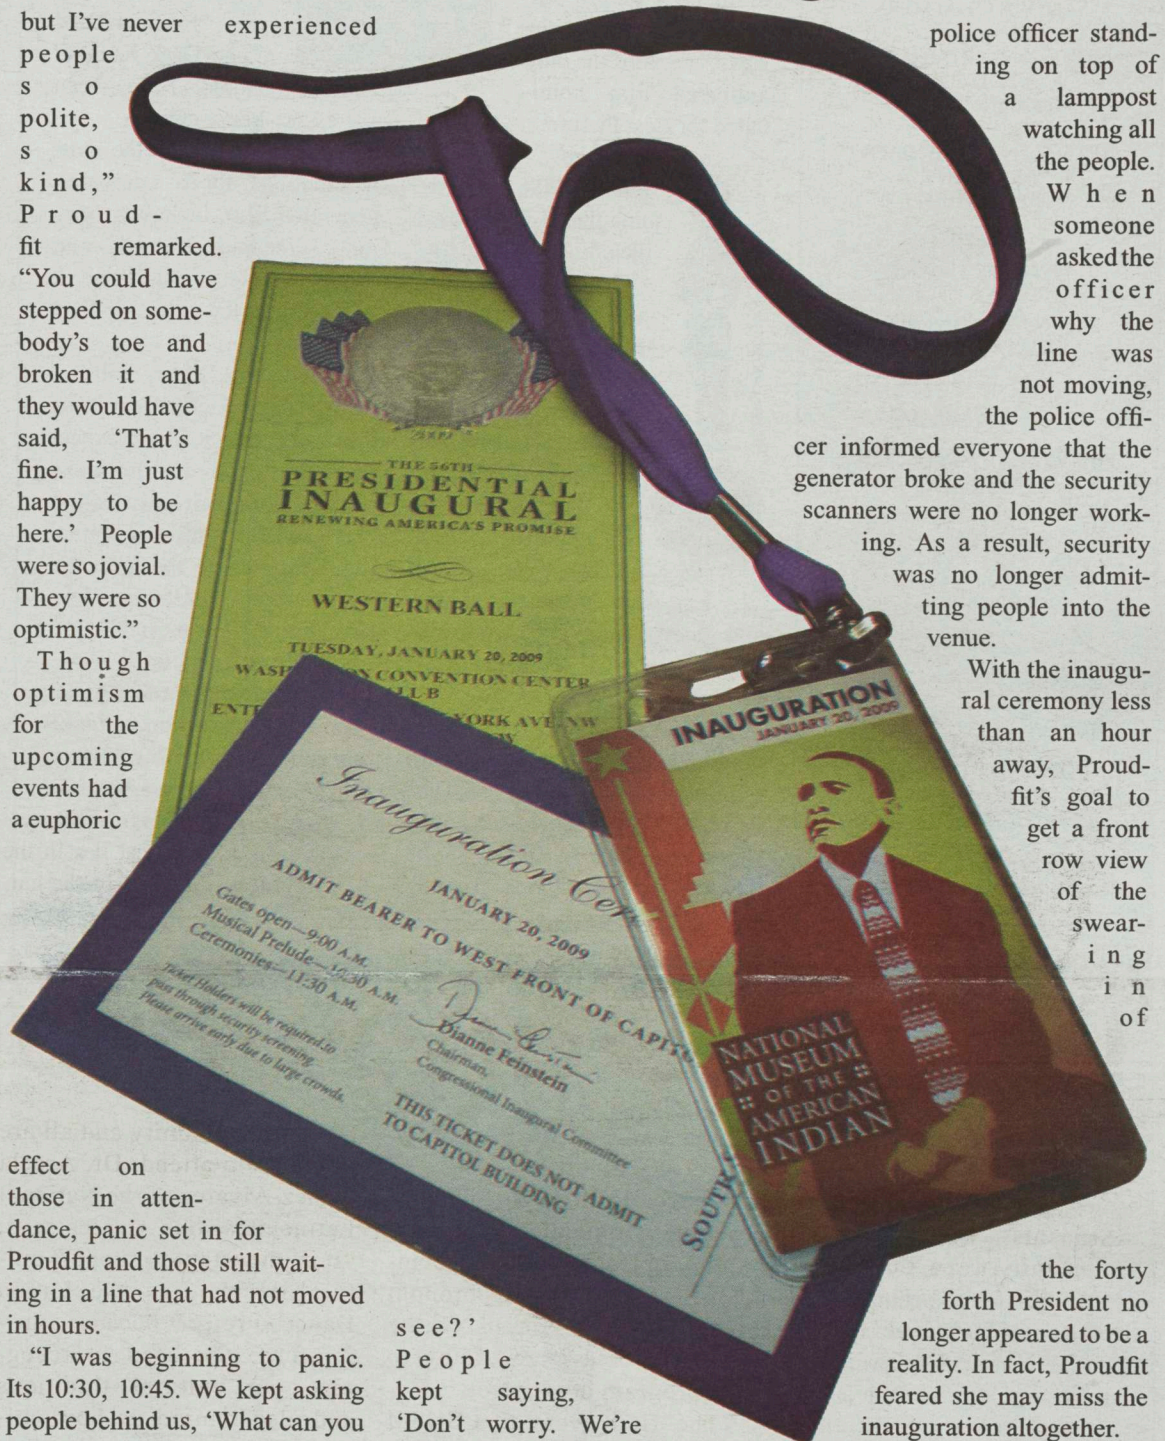 but I've never experienced
people
so
polite,
so
kind,”
Proud-
fit remarked.
“You could have
stepped on some-
body's toe and
broken it and
they would have
said, ‘That's
fine. I'm just
happy to be
here.’ People
were so jovial.
They were so
optimistic.”
Though
optimism
for the
upcoming
events had
a euphoric
effect on
those in atten-
dance, panic set in for
Proudfit and those still wait-
ing in a line that had not moved
in hours.
“I was beginning to panic.
Its 10:30, 10:45. We kept asking
people behind us, ‘What can you
see?’
People
kept saying,
‘Don't worry. We're
police officer stand-
ing on top of
a lamppost
watching all
the people.
When
someone
asked the
officer
why the
line was
not moving,
the police offi-
cer informed everyone that the
generator broke and the security
scanners were no longer work-
ing. As a result, security
was no longer admit-
ting people into the
venue.
With the inaugu-
ral ceremony less
than an hour
away, Proud-
fit's goal to
get a front
row view
of the
swear-
ing
in
of
the forty
forth President no
longer appeared to be a
reality. In fact, Proudfit
feared she may miss the
inauguration altogether.
2009
THE 56TH
PRESIDENTIAL
INAUGURAL
RENEWING AMERICA'S PROMISE
WESTERN BALL
TUESDAY, JANUARY 20, 2009
CONVENTION CENTER
YORK AVE, NW
Inauguration
JANUARY 20, 2009
ADMIT BEARER TO WEST FRONT OF
Gates open—9:00 A.M.
Musical Prelude—10:30 A.M.
Ceremonies—11:30 A.M.
Ticket Holders will be required to
pass through security screening.
Please arrive early due to large crowds.
Dianne Feinstein
Chairman,
Congressional Inaugural Committee
THIS TICKET DOES NOT ADMIT
TO CAPITOL BUILDING
INAUGURATION
JANUARY 20, 2009
NATIONAL
MUSEUM
OF THE
AMERICAN
INDIAN